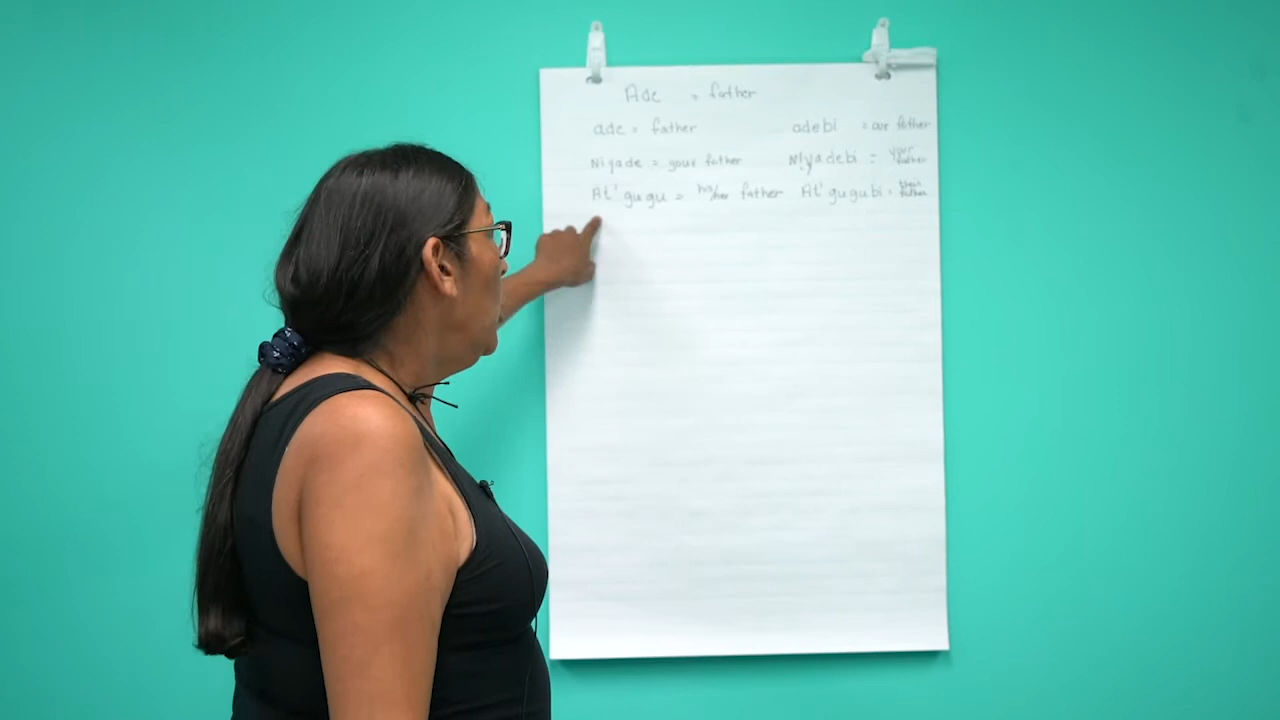 Ade = father
ade = father adebi = our father
Niyade = your father Niyadebi = your father
At' gugu = his/her father At' gugubi = their father